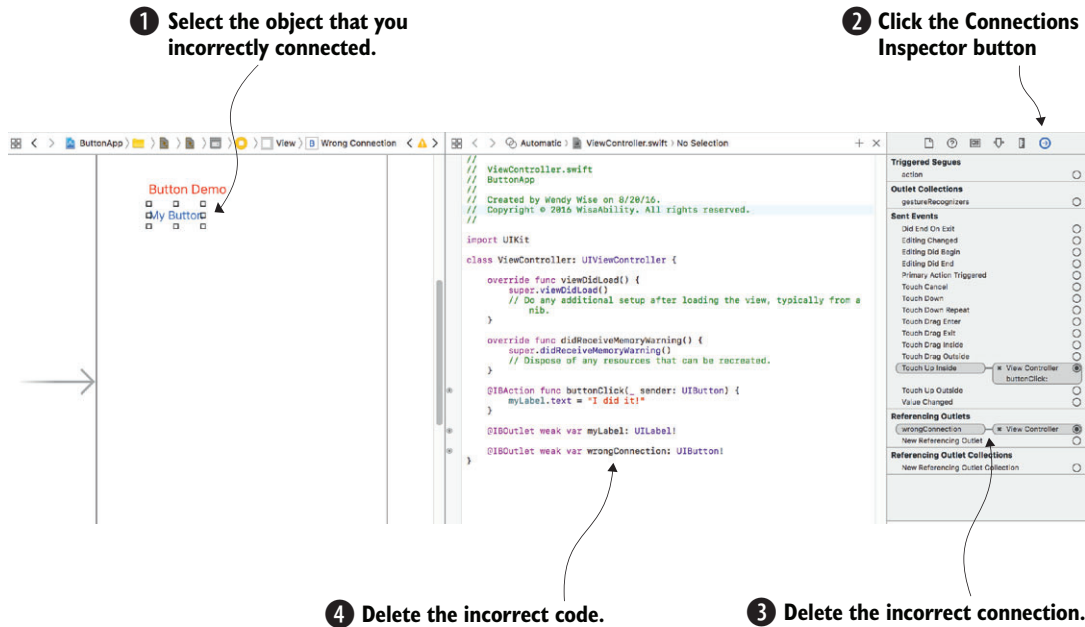 1 Select the object that you
incorrectly connected.
2 Click the Connections
Inspector button
ButtonApp
View
B Wrong Connection
Automatic
ViewController.swift
No Selection
Button Demo
My Button
//
// ViewController.swift
// ButtonApp
//
// Created by Wendy Wise on 8/20/16.
// Copyright © 2016 WisaAbility. All rights reserved.
//
import UIKit
class ViewController: UIViewController {
override func viewDidLoad() {
super.viewDidLoad()
// Do any additional setup after loading the view, typically from a
nib.
}
override func didReceiveMemoryWarning() {
super.didReceiveMemoryWarning()
// Dispose of any resources that can be recreated.
}
@IBAction func buttonClick(_ sender: UIButton) {
myLabel.text = "I did it!"
}
@IBOutlet weak var myLabel: UILabel!
@IBOutlet weak var wrongConnection: UIButton!
}
Triggered Segues
action
Outlet Collections
gestureRecognizers
Sent Events
Did End On Exit
Editing Changed
Editing Did Begin
Editing Did End
Primary Action Triggered
Touch Cancel
Touch Down
Touch Down Repeat
Touch Drag Enter
Touch Drag Exit
Touch Drag Inside
Touch Drag Outside
Touch Up Inside
View Controller
buttonClick:
Touch Up Outside
Value Changed
Referencing Outlets
wrongConnection
View Controller
New Referencing Outlet
Referencing Outlet Collections
New Referencing Outlet Collection
4 Delete the incorrect code.
3 Delete the incorrect connection.